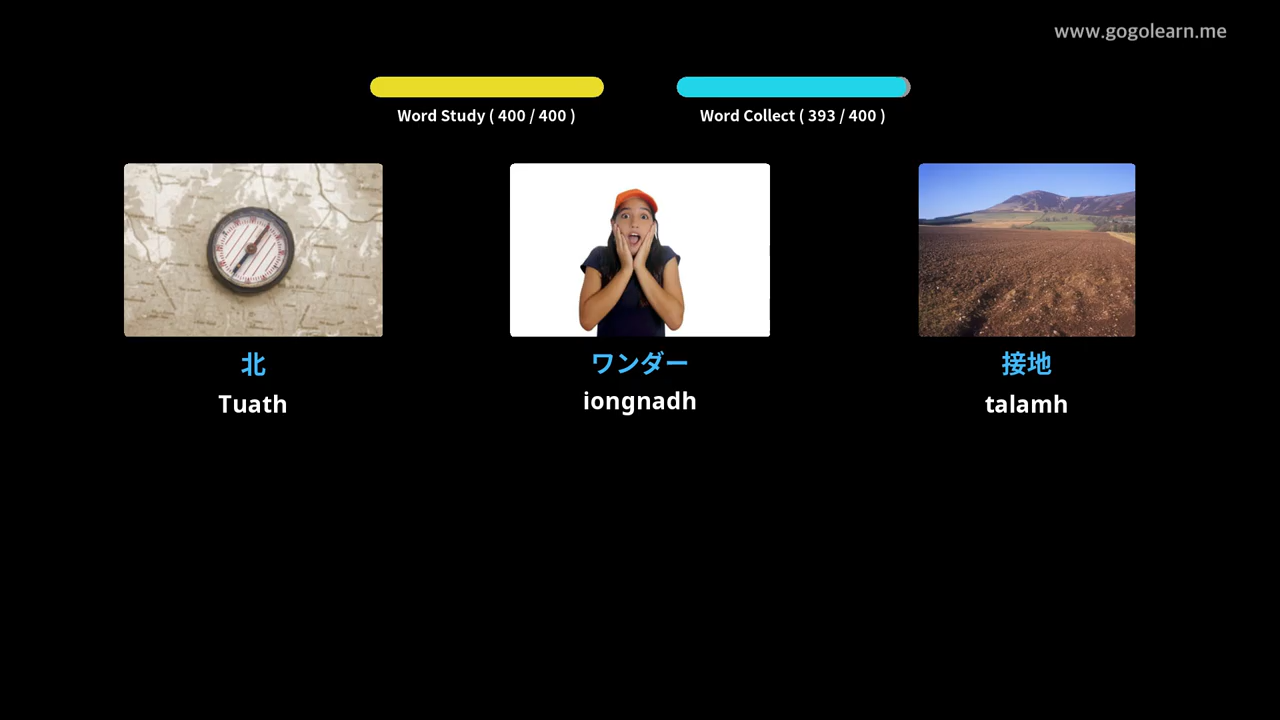 www.gogolearn.me
Word Study ( 400 / 400 )
Word Collect ( 393 / 400 )
北
ワンダー
接地
Tuath
iongnadh
talamh